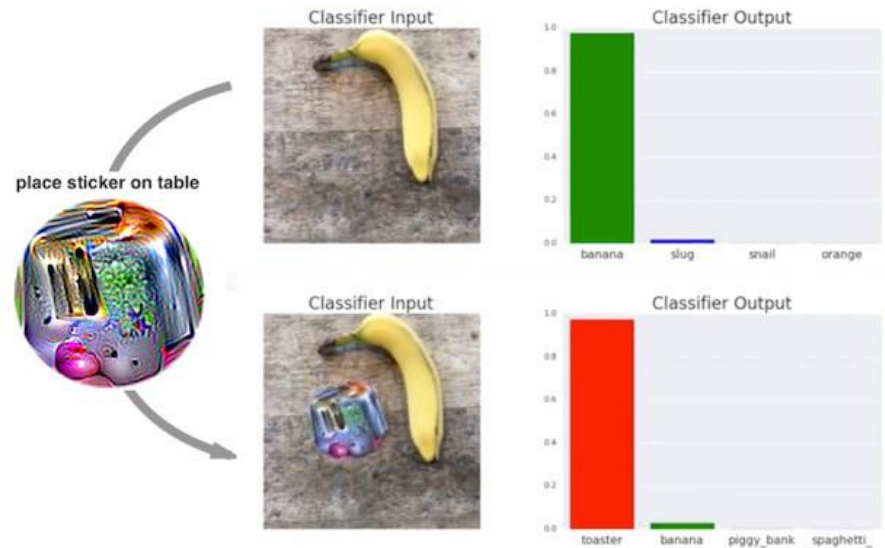 Classifier Input
Classifier Output
1.0
0.8
0.6
0.4
0.2
0.0
banana slug snail orange
place sticker on table
Classifier Input
Classifier Output
1.0
0.8
0.6
0.4
0.2
0.0
toaster banana piggy_bank spaghetti_